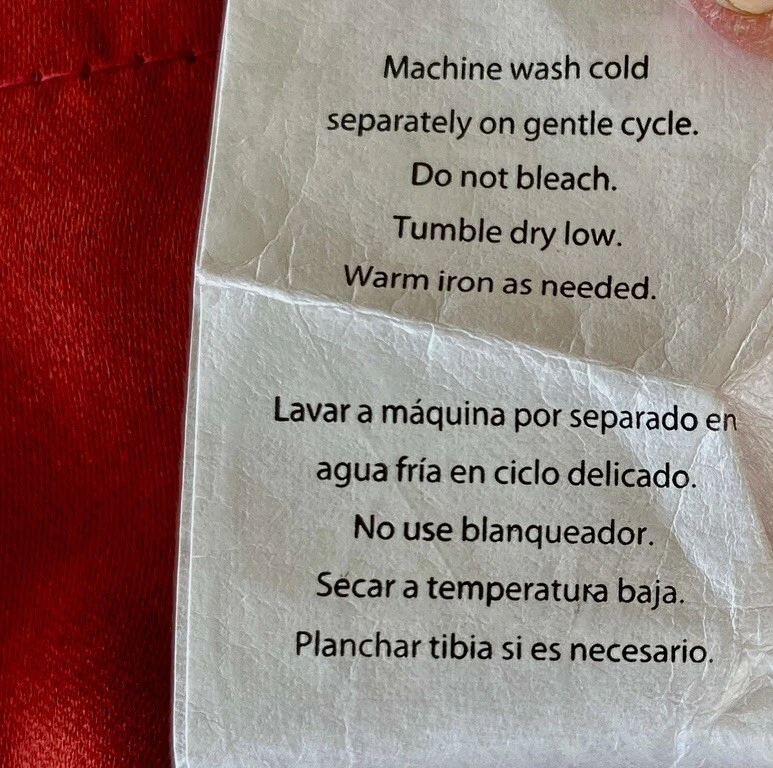 Machine wash cold
separately on gentle cycle.
Do not bleach.
Tumble dry low.
Warm iron as needed.
Lavar a máquina por separado en
agua fría en ciclo delicado.
No use blanqueador.
Secar a temperatura baja.
Planchar tibia si es necesario.